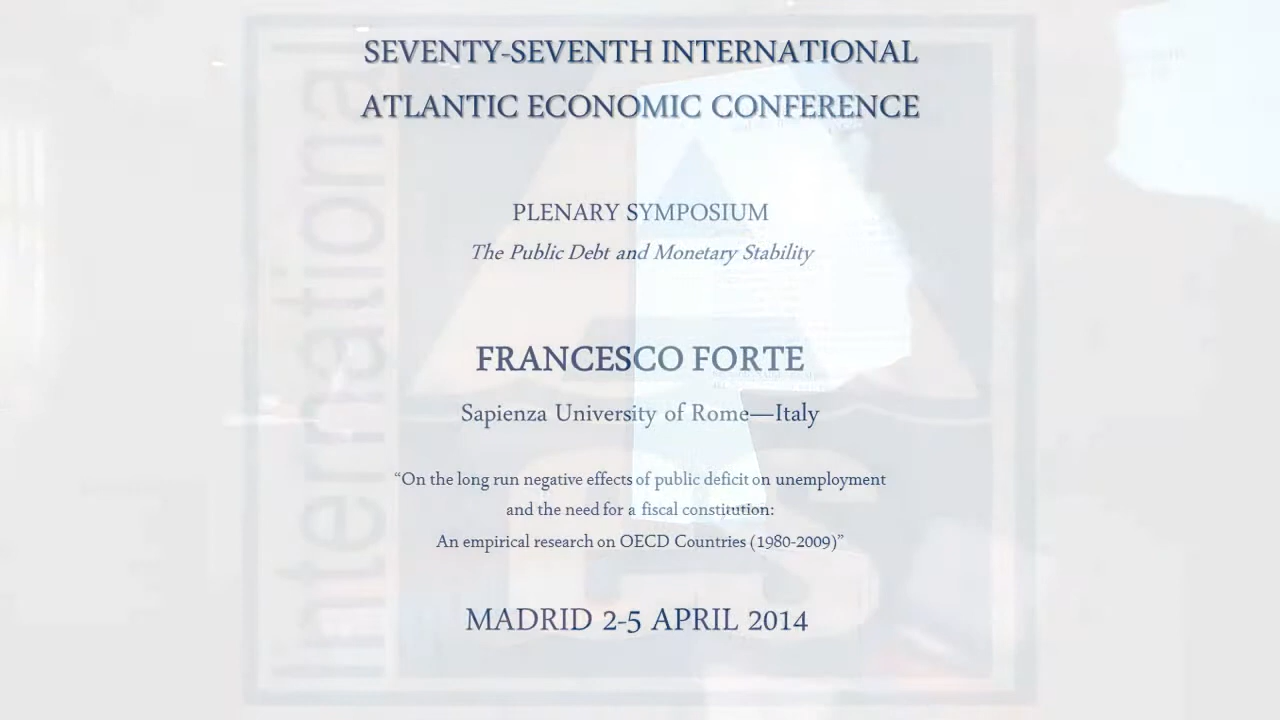 SEVENTY-SEVENTH INTERNATIONAL
ATLANTIC ECONOMIC CONFERENCE
PLENARY SYMPOSIUM
The Public Debt and Monetary Stability
FRANCESCO FORTE
Sapienza University of Rome—Italy
“On the long run negative effects of public deficit on unemployment
and the need for a fiscal constitution:
An empirical research on OECD Countries (1980-2009)”
MADRID 2-5 APRIL 2014
International